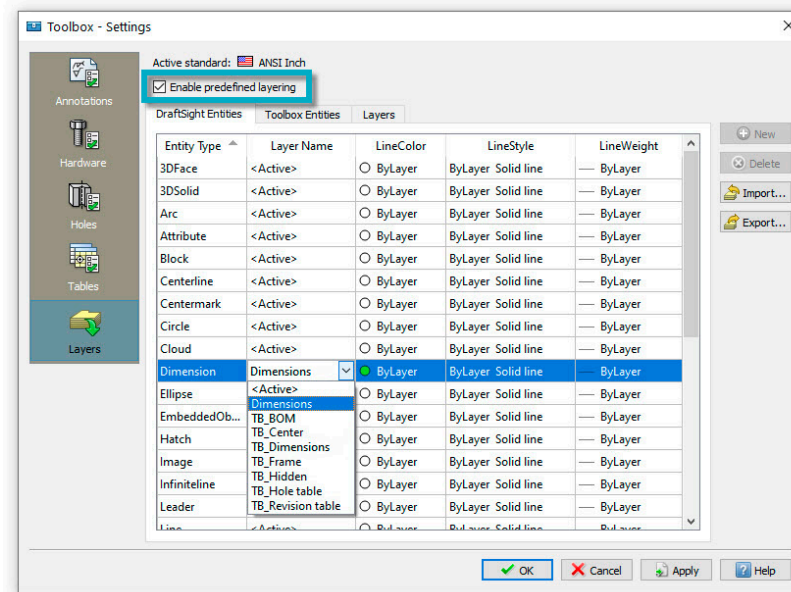 Toolbox - Settings
Active standard: ANSI Inch
Enable predefined layering
Annotations
Hardware
Holes
Tables
Layers
DraftSight Entities Toolbox Entities Layers
Entity Type Layer Name LineColor LineStyle LineWeight
3DFace <Active> ByLayer ByLayer Solid line ByLayer
3DSolid <Active> ByLayer ByLayer Solid line ByLayer
Arc <Active> ByLayer ByLayer Solid line ByLayer
Attribute <Active> ByLayer ByLayer Solid line ByLayer
Block <Active> ByLayer ByLayer Solid line ByLayer
Centerline <Active> ByLayer ByLayer Solid line ByLayer
Centermark <Active> ByLayer ByLayer Solid line ByLayer
Circle <Active> ByLayer ByLayer Solid line ByLayer
Cloud <Active> ByLayer ByLayer Solid line ByLayer
Dimension Dimensions ByLayer ByLayer Solid line ByLayer
Ellipse ByLayer ByLayer Solid line ByLayer
EmbeddedOb... ByLayer ByLayer Solid line ByLayer
Hatch ByLayer ByLayer Solid line ByLayer
Image ByLayer ByLayer Solid line ByLayer
Infiniteline ByLayer ByLayer Solid line ByLayer
Leader ByLayer ByLayer Solid line ByLayer
Line <Active> ByLayer ByLayer Solid line ByLayer
<Active>
Dimensions
TB_BOM
TB_Center
TB_Dimensions
TB_Frame
TB_Hidden
TB_Hole table
TB_Revision table
New
Delete
Import...
Export...
OK Cancel Apply Help